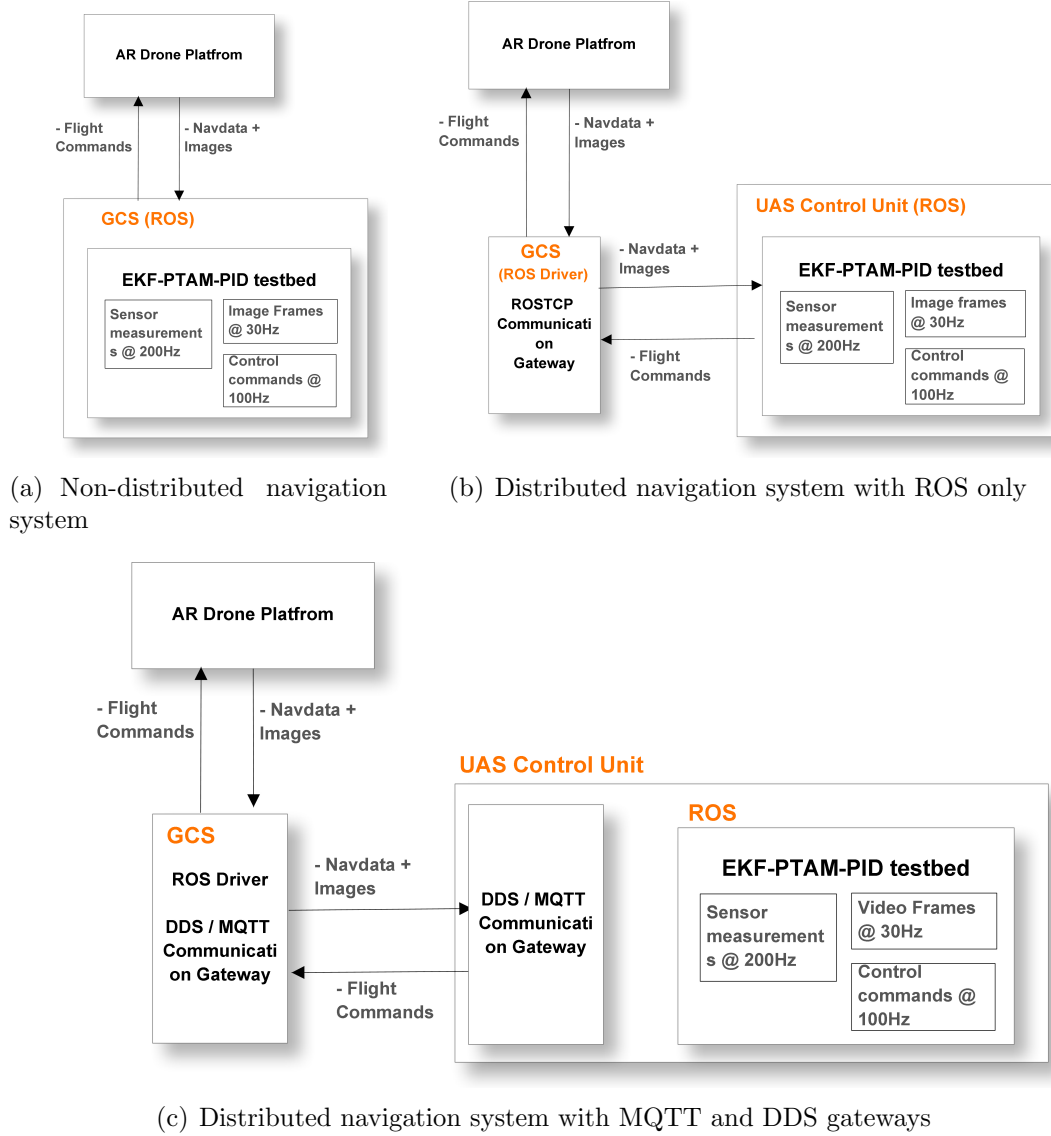 AR Drone Platfrom
- Flight
Commands
- Navdata +
Images
GCS (ROS)
EKF-PTAM-PID testbed
Sensor
measurement
s @ 200Hz
Image Frames
@ 30Hz
Control
commands @
100Hz
(a) Non-distributed navigation
system
AR Drone Platfrom
- Flight
Commands
- Navdata +
Images
GCS
(ROS Driver)
ROSTCP
Communicati
on
Gateway
- Navdata +
Images
- Flight
Commands
UAS Control Unit (ROS)
EKF-PTAM-PID testbed
Sensor
measurement
s @ 200Hz
Image frames
@ 30Hz
Control
commands @
100Hz
(b) Distributed navigation system with ROS only
AR Drone Platfrom
- Flight
Commands
- Navdata +
Images
GCS
ROS Driver
DDS / MQTT
Communicati
on Gateway
- Navdata +
Images
- Flight
Commands
UAS Control Unit
DDS / MQTT
Communicati
on Gateway
ROS
EKF-PTAM-PID testbed
Sensor
measurement
s @ 200Hz
Video Frames
@ 30Hz
Control
commands @
100Hz
(c) Distributed navigation system with MQTT and DDS gateways